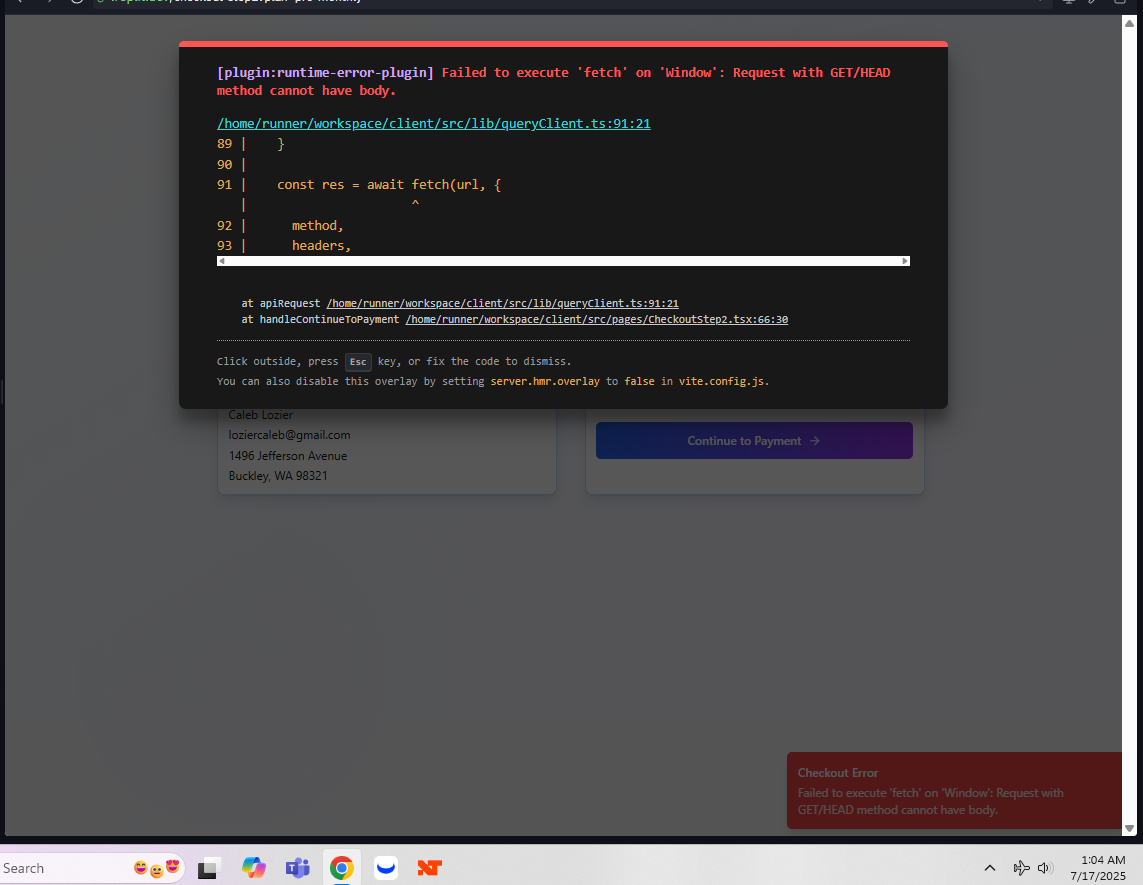 [plugin:runtime-error-plugin] Failed to execute 'fetch' on 'Window': Request with GET/HEAD
method cannot have body.
/home/runner/workspace/client/src/lib/queryClient.ts:91:21
89 |    }
90 |
91 |    const res = await fetch(url, {
|                      ^
92 |      method,
93 |      headers,
at apiRequest /home/runner/workspace/client/src/lib/queryClient.ts:91:21
at handleContinueToPayment /home/runner/workspace/client/src/pages/CheckoutStep2.tsx:66:30
Click outside, press Esc key, or fix the code to dismiss.
You can also disable this overlay by setting server.hmr.overlay to false in vite.config.js.
Caleb Lozier
loziercaleb@gmail.com
1496 Jefferson Avenue
Buckley, WA 98321
Continue to Payment →
Checkout Error
Failed to execute 'fetch' on 'Window': Request with
GET/HEAD method cannot have body.
Search
NT
1:04 AM
7/17/2025